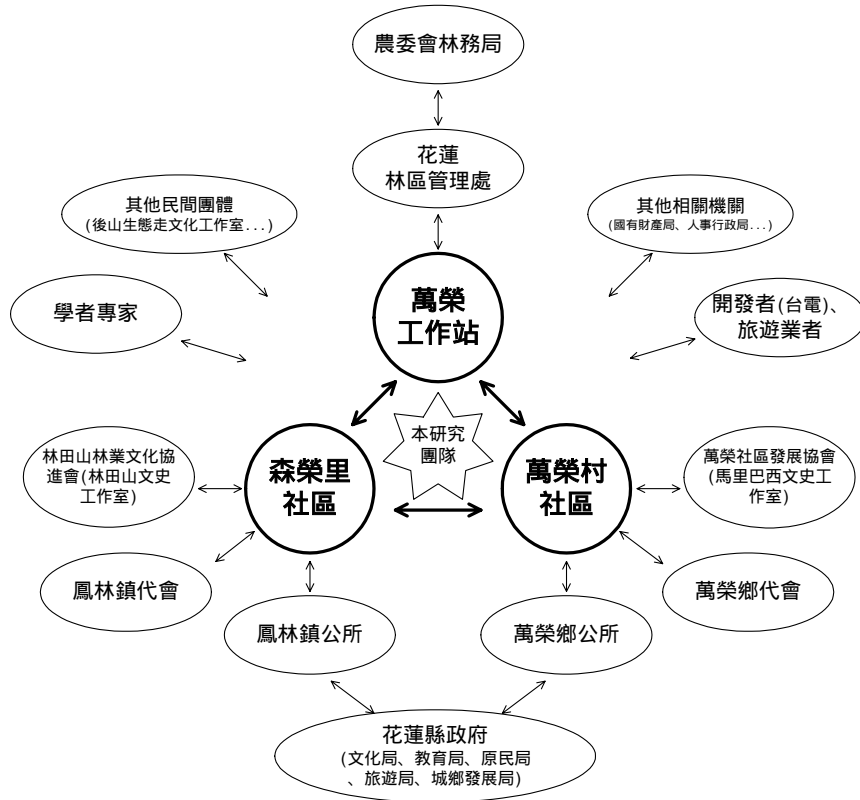 農委會林務局
花蓮
林區管理處
其他民間團體
(後山生態走文化工作室...)
其他相關機關
(國有財產局、人事行政局...)
學者專家
萬榮
工作站
開發者(台電)、
旅遊業者
本研究
團隊
林田山林業文化協
進會(林田山文史
工作室)
森榮里
社區
萬榮村
社區
萬榮社區發展協會
(馬里巴西文史工
作室)
鳳林鎮代會
萬榮鄉代會
鳳林鎮公所
萬榮鄉公所
花蓮縣政府
(文化局、教育局、原民局
、旅遊局、城鄉發展局)